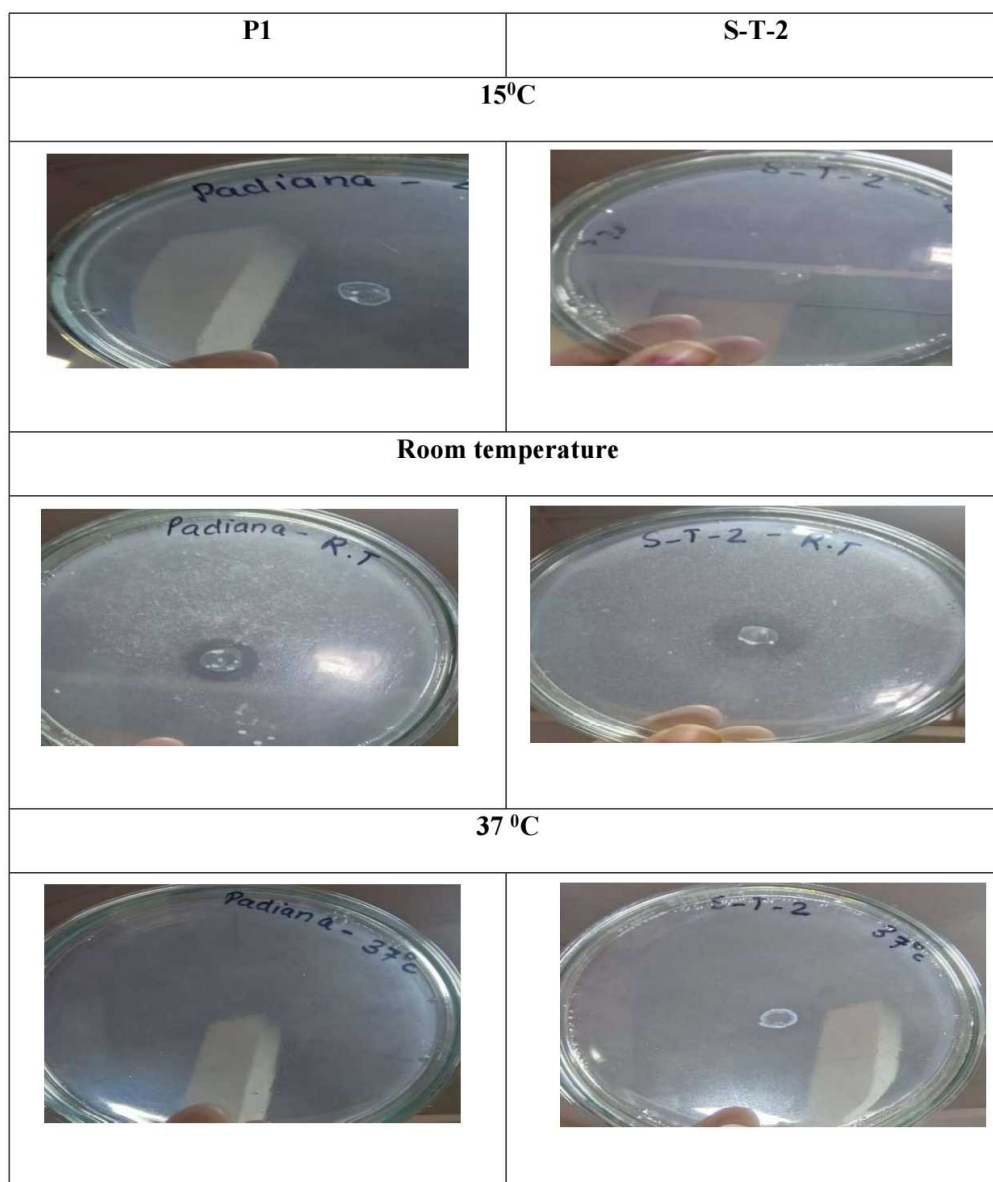 P1 S-T-2
15⁰C
Padiana -
S-T-2 -
Room temperature
Padiana - R.T
S-T-2 - R.T
37 ⁰C
Padiana - 37°C
S-T-2 37°C